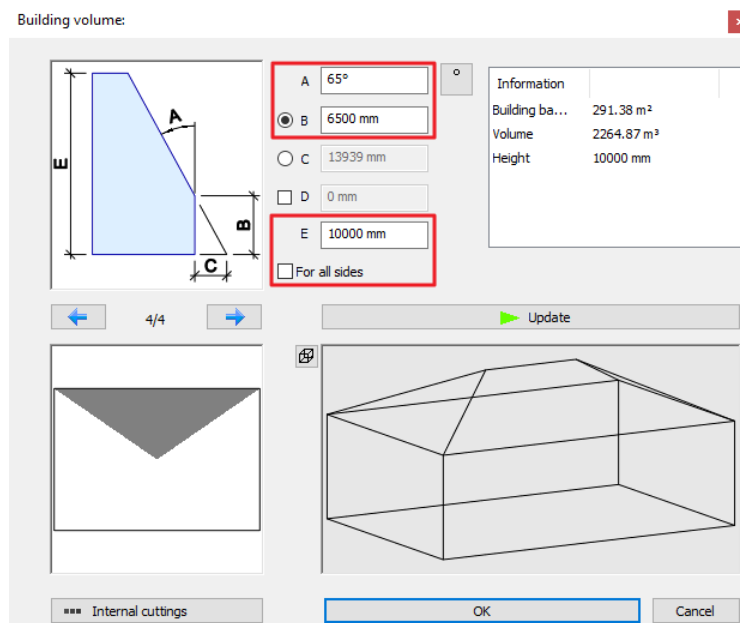 Building volume:
A
E
B
C
A 65°
B 6500 mm
C 13939 mm
D 0 mm
E 10000 mm
For all sides
°
Information
Building ba... 291.38 m²
Volume 2264.87 m³
Height 10000 mm
4/4
Update
Internal cuttings
OK
Cancel